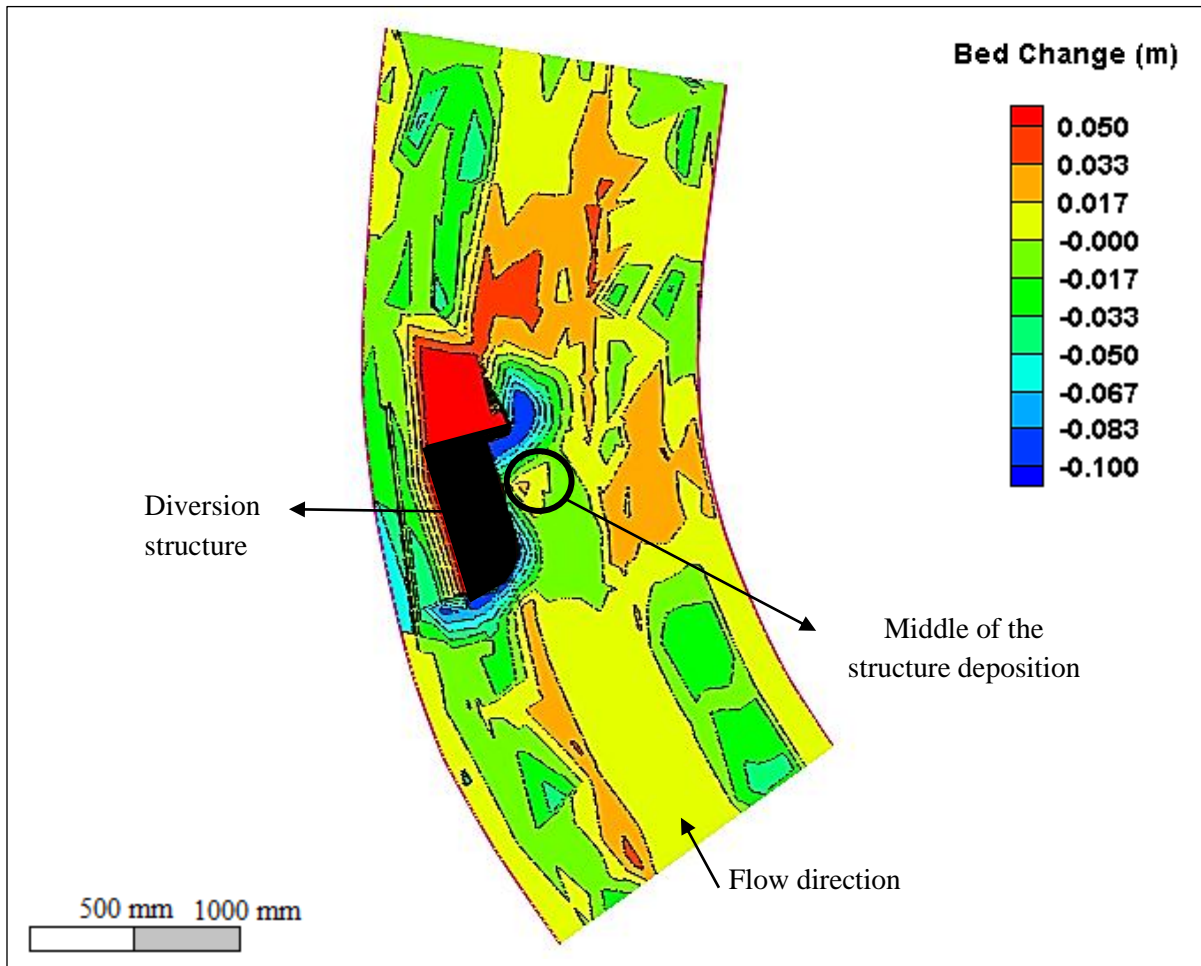 Bed Change (m)
0.050
0.033
0.017
-0.000
-0.017
-0.033
-0.050
-0.067
-0.083
-0.100
Diversion
structure
Middle of the
structure deposition
Flow direction
500 mm 1000 mm